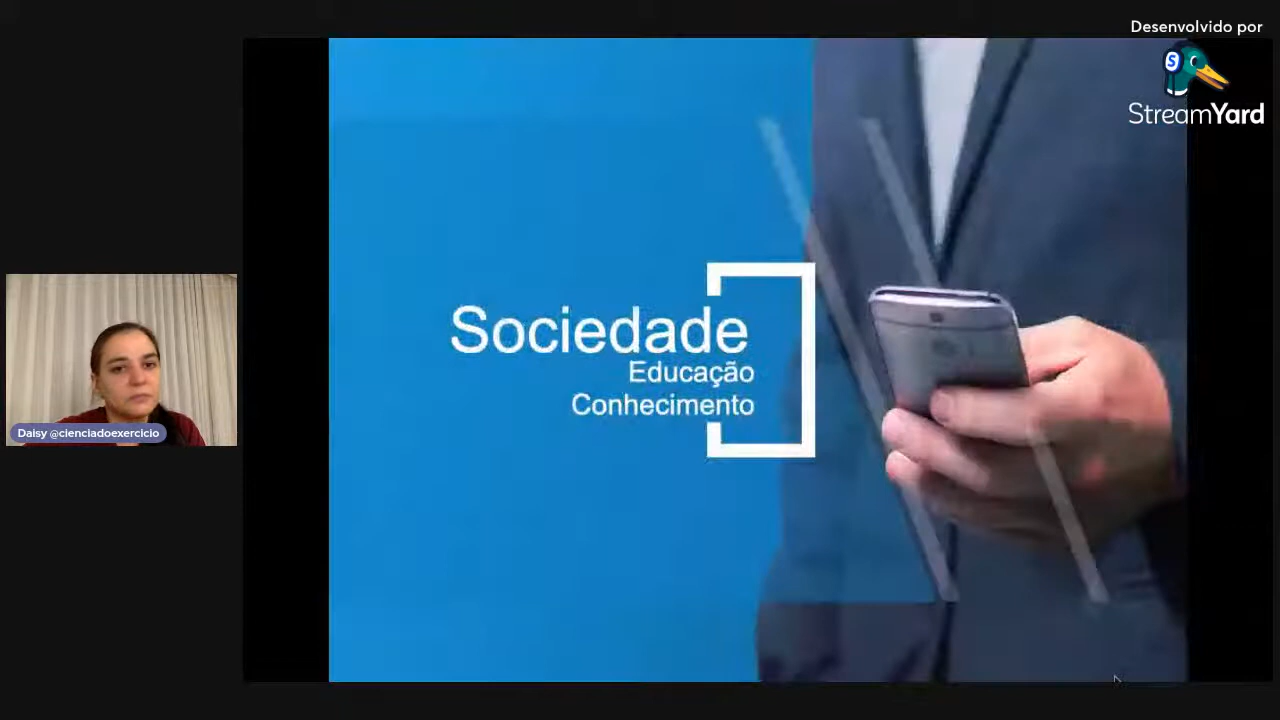 Desenvolvido por
S
StreamYard
Sociedade
Educação
Conhecimento
Daisy @cienciadoexercicio